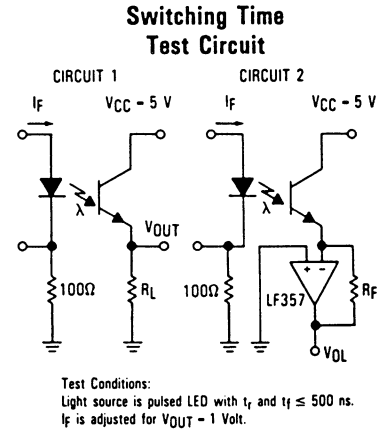 Switching Time
Test Circuit
CIRCUIT 1
CIRCUIT 2
IF
VCC - 5 V
IF
VCC - 5 V
λ
λ
VOUT
+ -
100Ω
RL
100Ω
LF357
RF
VOL
Test Conditions:
Light source is pulsed LED with tr and tf ≤ 500 ns.
IF is adjusted for VOUT - 1 Volt.